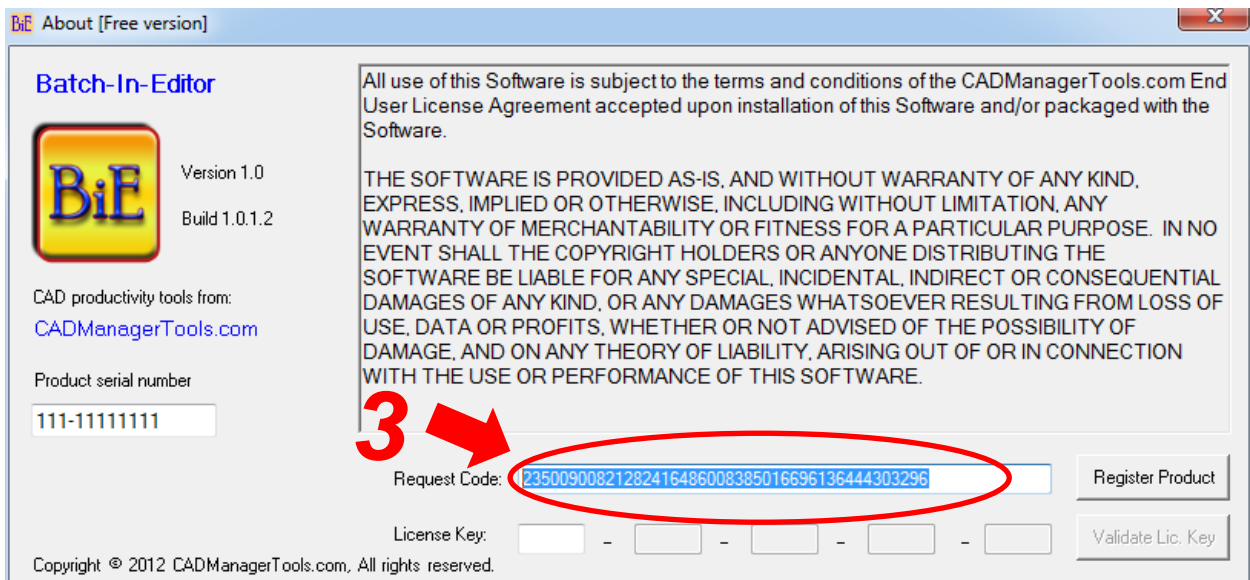 BiE About [Free version]
Batch-In-Editor
BiE
Version 1.0
Build 1.0.1.2
CAD productivity tools from:
CADManagerTools.com
Product serial number
111-11111111
All use of this Software is subject to the terms and conditions of the CADManagerTools.com End
User License Agreement accepted upon installation of this Software and/or packaged with the
Software.
THE SOFTWARE IS PROVIDED AS-IS, AND WITHOUT WARRANTY OF ANY KIND,
EXPRESS, IMPLIED OR OTHERWISE, INCLUDING WITHOUT LIMITATION, ANY
WARRANTY OF MERCHANTABILITY OR FITNESS FOR A PARTICULAR PURPOSE. IN NO
EVENT SHALL THE COPYRIGHT HOLDERS OR ANYONE DISTRIBUTING THE
SOFTWARE BE LIABLE FOR ANY SPECIAL, INCIDENTAL, INDIRECT OR CONSEQUENTIAL
DAMAGES OF ANY KIND, OR ANY DAMAGES WHATSOEVER RESULTING FROM LOSS OF
USE, DATA OR PROFITS, WHETHER OR NOT ADVISED OF THE POSSIBILITY OF
DAMAGE, AND ON ANY THEORY OF LIABILITY, ARISING OUT OF OR IN CONNECTION
WITH THE USE OR PERFORMANCE OF THIS SOFTWARE.
3
Request Code: 235009008212824164860083850166961364443 03296
Register Product
License Key: - - - -
Validate Lic. Key
Copyright © 2012 CADManagerTools.com, All rights reserved.